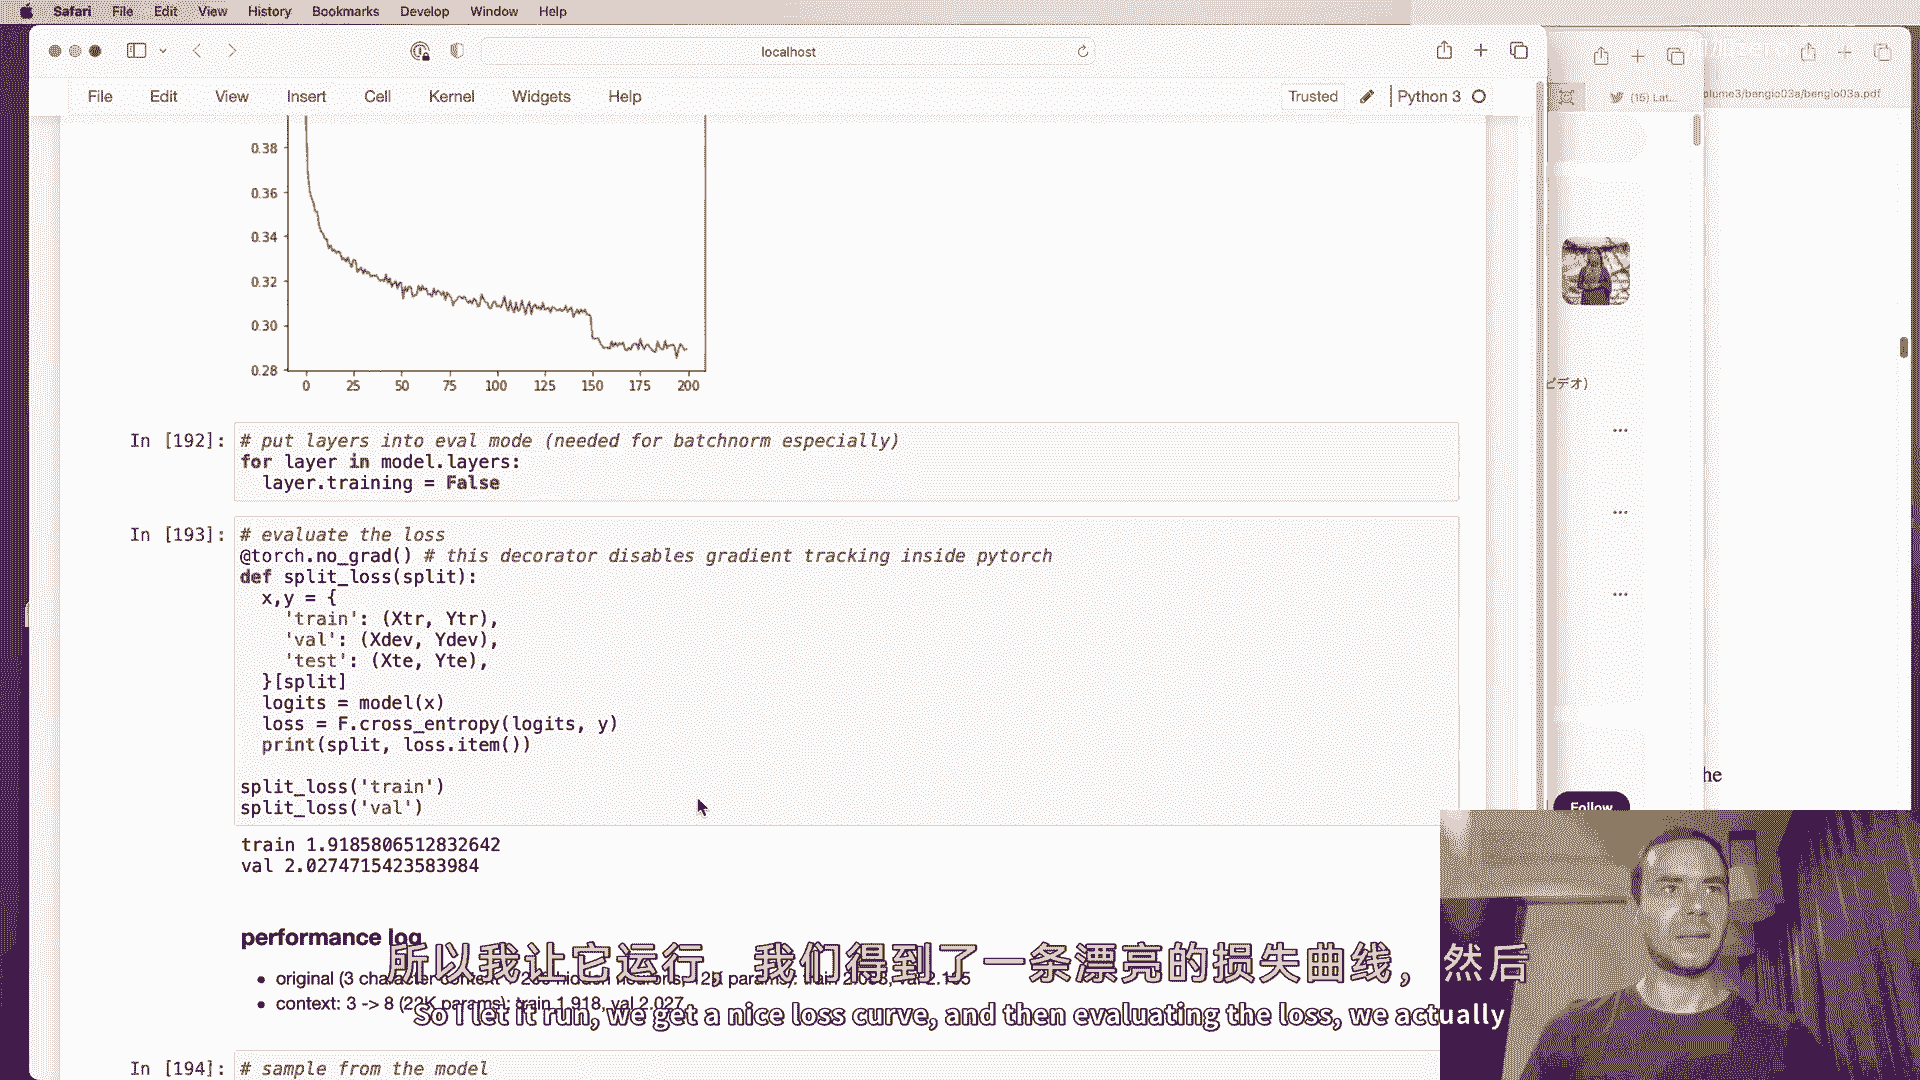 Safari File Edit View History Bookmarks Develop Window Help
localhost
File Edit View Insert Cell Kernel Widgets Help
Trusted Python 3
(15) Lat...
olume3/bengio03a/bengio03a.pdf
0.38
0.36
0.34
0.32
0.30
0.28
0 25 50 75 100 125 150 175 200
ビデオ)
In [192]:
# put layers into eval mode (needed for batchnorm especially)
for layer in model.layers:
layer.training = False
In [193]:
# evaluate the loss
@torch.no_grad() # this decorator disables gradient tracking inside pytorch
def split_loss(split):
x,y = {
'train': (Xtr, Ytr),
'val': (Xdev, Ydev),
'test': (Xte, Yte),
}[split]
logits = model(x)
loss = F.cross_entropy(logits, y)
print(split, loss.item())
split_loss('train')
split_loss('val')
he
Follow
train 1.9185806512832642
val 2.0274715423583984
performance log
所以我让它运行，我们得到了一条漂亮的损失曲线，然后
original (3 character context + 200 hidden neurons, 12K params): train 2.058, val 2.105
context: 3 -> 8 (22K params): train 1.918, val 2.027
So I let it run, we get a nice loss curve, and then evaluating the loss, we actually
In [194]: # sample from the model